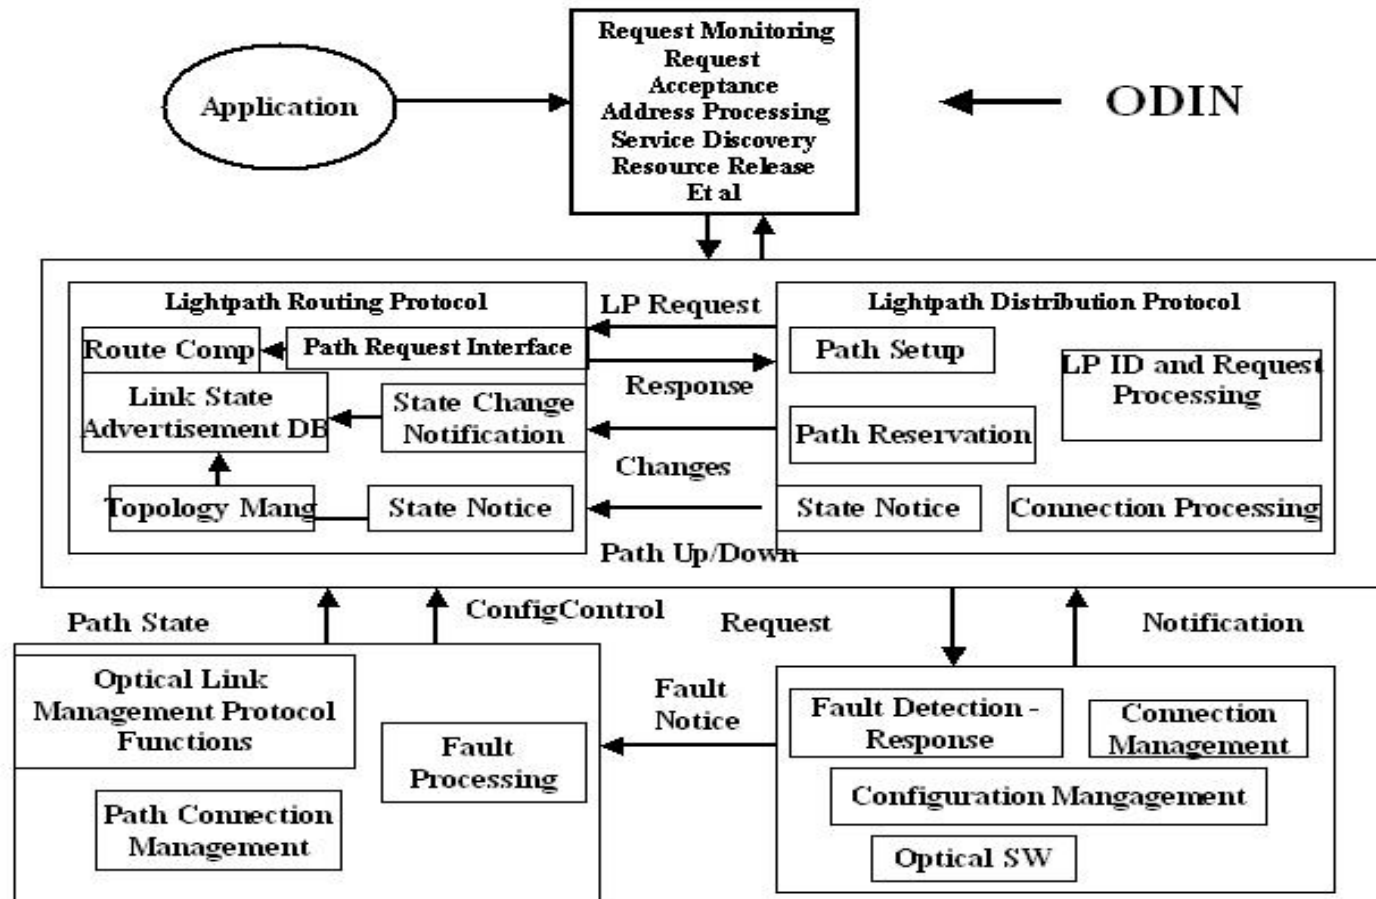 Request Monitoring
Request
Acceptance
Address Processing
Service Discovery
Resource Release
Et al
Application
ODIN
Lightpath Routing Protocol
LP Request
Lightpath Distribution Protocol
Route Comp
Path Request Interface
Path Setup
LP ID and Request
Processing
Response
Link State
Advertisement DB
State Change
Notification
Path Reservation
Changes
Topology Mang
State Notice
State Notice
Connection Processing
Path Up/Down
Path State
ConfigControl
Request
Notification
Optical Link
Management Protocol
Functions
Fault
Processing
Path Connection
Management
Fault
Notice
Fault Detection -
Response
Connection
Management
Configuration Mangagement
Optical SW